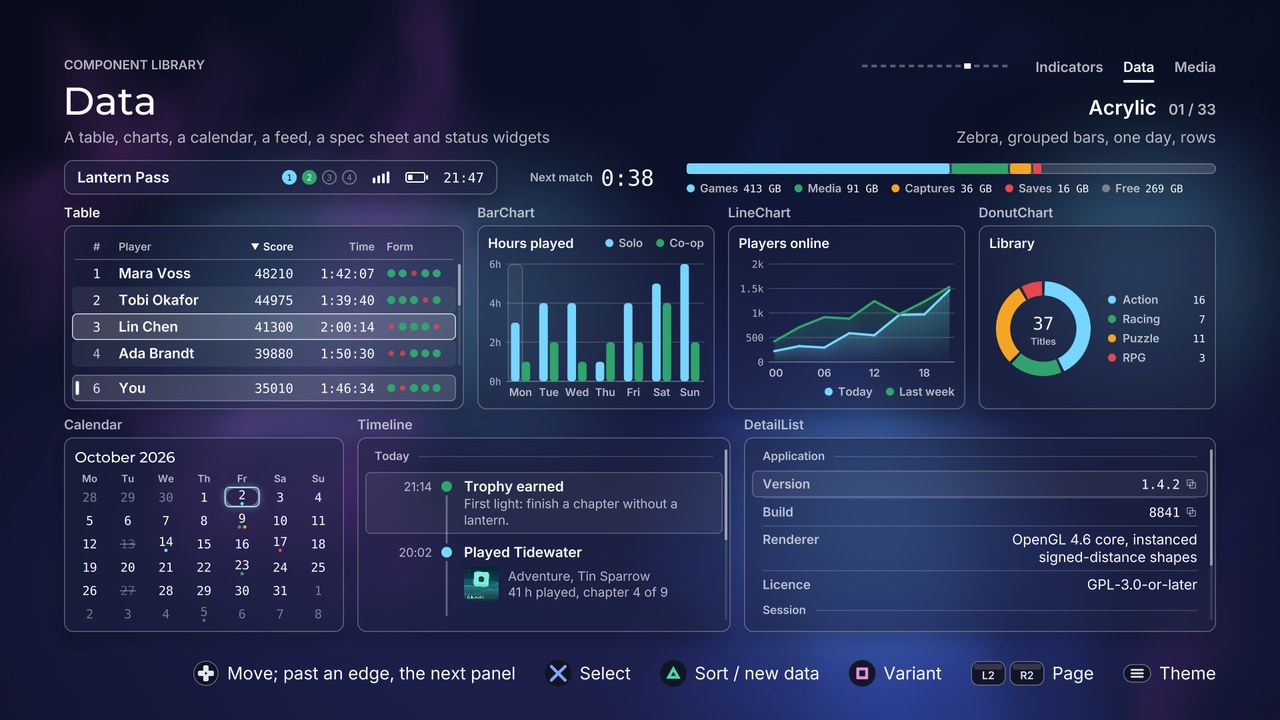 COMPONENT LIBRARY
Indicators Data Media
Data
Acrylic 01 / 33
A table, charts, a calendar, a feed, a spec sheet and status widgets
Zebra, grouped bars, one day, rows
Lantern Pass 1 2 3 4 21:47
Next match 0:38
Games 413 GB Media 91 GB Captures 36 GB Saves 16 GB Free 269 GB
Table
# Player ▼ Score Time Form
1 Mara Voss 48210 1:42:07
2 Tobi Okafor 44975 1:39:40
3 Lin Chen 41300 2:00:14
4 Ada Brandt 39880 1:50:30
6 You 35010 1:46:34
BarChart
Hours played Solo Co-op
6h
4h
2h
0h
Mon Tue Wed Thu Fri Sat Sun
LineChart
Players online
2k
1.5k
1k
500
0
00 06 12 18
Today Last week
DonutChart
Library
37
Titles
Action 16
Racing 7
Puzzle 11
RPG 3
Calendar
October 2026
Mo Tu We Th Fr Sa Su
28 29 30 1 2 3 4
5 6 7 8 9 10 11
12 13 14 15 16 17 18
19 20 21 22 23 24 25
26 27 28 29 30 31 1
2 3 4 5 6 7 8
Timeline
Today
21:14 Trophy earned
First light: finish a chapter without a
lantern.
20:02 Played Tidewater
Adventure, Tin Sparrow
41 h played, chapter 4 of 9
DetailList
Application
Version 1.4.2
Build 8841
Renderer OpenGL 4.6 core, instanced
signed-distance shapes
Licence GPL-3.0-or-later
Session
Move; past an edge, the next panel Select Sort / new data Variant L2 R2 Page Theme